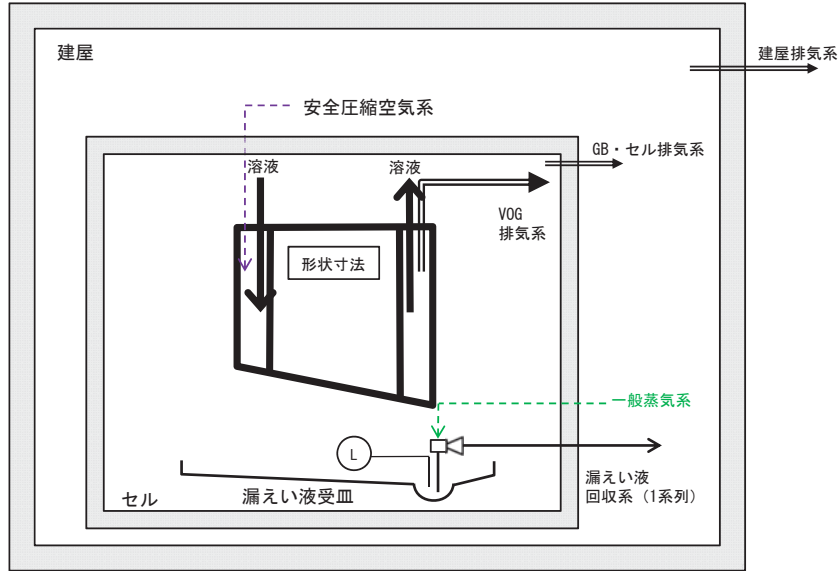 建屋
建屋排気系
安全圧縮空気系
GB・セル排気系
溶液
溶液
VOG
排気系
形状寸法
一般蒸気系
L
漏えい液
回収系（1系列）
セル
漏えい液受皿